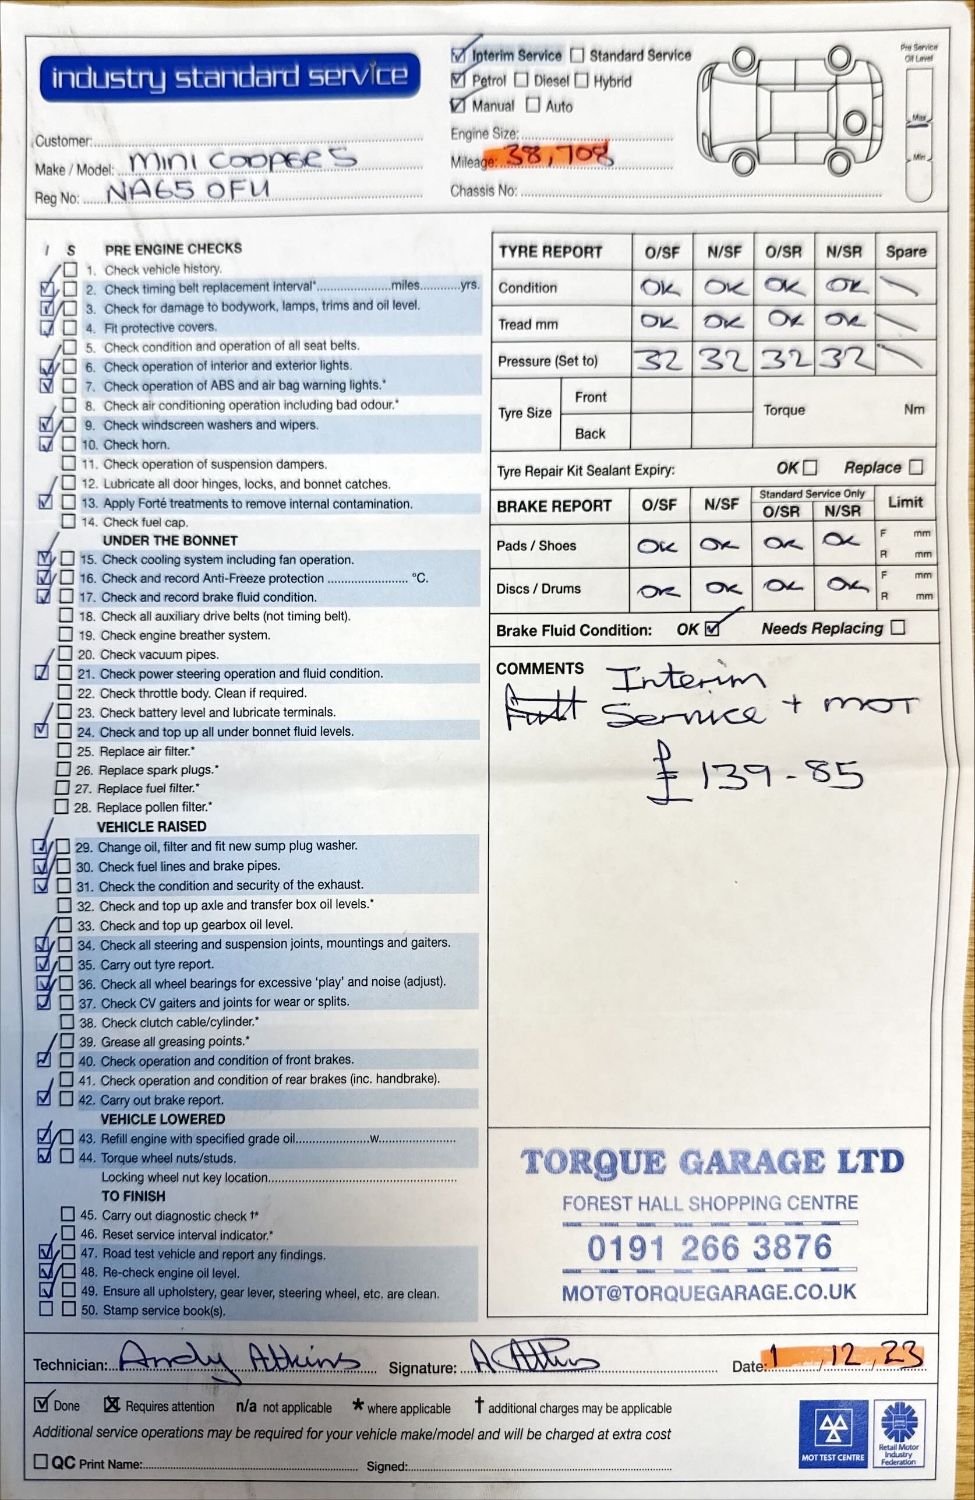 industry standard service
☑ Interim Service ☐ Standard Service
☑ Petrol ☐ Diesel ☐ Hybrid
☑ Manual ☐ Auto
Engine Size:
Mileage: 38,708
Chassis No:
Pre Service
Oil Level
Max
Min
Customer:
Make / Model: MINI COOPER S
Reg No: NA65 OFU
I S PRE ENGINE CHECKS
1. Check vehicle history.
2. Check timing belt replacement interval*....................miles..........yrs.
3. Check for damage to bodywork, lamps, trims and oil level.
4. Fit protective covers.
5. Check condition and operation of all seat belts.
6. Check operation of interior and exterior lights.
7. Check operation of ABS and air bag warning lights.*
8. Check air conditioning operation including bad odour.*
9. Check windscreen washers and wipers.
10. Check horn.
11. Check operation of suspension dampers.
12. Lubricate all door hinges, locks, and bonnet catches.
13. Apply Forté treatments to remove internal contamination.
14. Check fuel cap.
UNDER THE BONNET
15. Check cooling system including fan operation.
16. Check and record Anti-Freeze protection ........................ °C.
17. Check and record brake fluid condition.
18. Check all auxiliary drive belts (not timing belt).
19. Check engine breather system.
20. Check vacuum pipes.
21. Check power steering operation and fluid condition.
22. Check throttle body. Clean if required.
23. Check battery level and lubricate terminals.
24. Check and top up all under bonnet fluid levels.
25. Replace air filter.*
26. Replace spark plugs.*
27. Replace fuel filter.*
28. Replace pollen filter.*
VEHICLE RAISED
29. Change oil, filter and fit new sump plug washer.
30. Check fuel lines and brake pipes.
31. Check the condition and security of the exhaust.
32. Check and top up axle and transfer box oil levels.*
33. Check and top up gearbox oil level.
34. Check all steering and suspension joints, mountings and gaiters.
35. Carry out tyre report.
36. Check all wheel bearings for excessive 'play' and noise (adjust).
37. Check CV gaiters and joints for wear or splits.
38. Check clutch cable/cylinder.*
39. Grease all greasing points.*
40. Check operation and condition of front brakes.
41. Check operation and condition of rear brakes (inc. handbrake).
42. Carry out brake report.
VEHICLE LOWERED
43. Refill engine with specified grade oil......................w......................
44. Torque wheel nuts/studs.
Locking wheel nut key location..................................................
TO FINISH
45. Carry out diagnostic check †*
46. Reset service interval indicator.*
47. Road test vehicle and report any findings.
48. Re-check engine oil level.
49. Ensure all upholstery, gear lever, steering wheel, etc. are clean.
50. Stamp service book(s).
TYRE REPORT O/SF N/SF O/SR N/SR Spare
Condition OK OK OK OK
Tread mm OK OK OK OK
Pressure (Set to) 32 32 32 32
Tyre Size Front Torque Nm
Back
Tyre Repair Kit Sealant Expiry: OK ☐ Replace ☐
BRAKE REPORT O/SF N/SF Standard Service Only O/SR N/SR Limit
Pads / Shoes OK OK OK OK F mm
R mm
Discs / Drums OK OK OK OK F mm
R mm
Brake Fluid Condition: OK ☑ Needs Replacing ☐
COMMENTS Interim
Full Service + MOT
£139-85
TORQUE GARAGE LTD
FOREST HALL SHOPPING CENTRE
0191 266 3876
MOT@TORQUEGARAGE.CO.UK
Technician: Andy Atkins Signature: A Atkins Date: 1,12,23
☑ Done ☒ Requires attention n/a not applicable * where applicable † additional charges may be applicable
Additional service operations may be required for your vehicle make/model and will be charged at extra cost
☐ QC Print Name: Signed:
MOT TEST CENTRE
Retail Motor
Industry
Federation